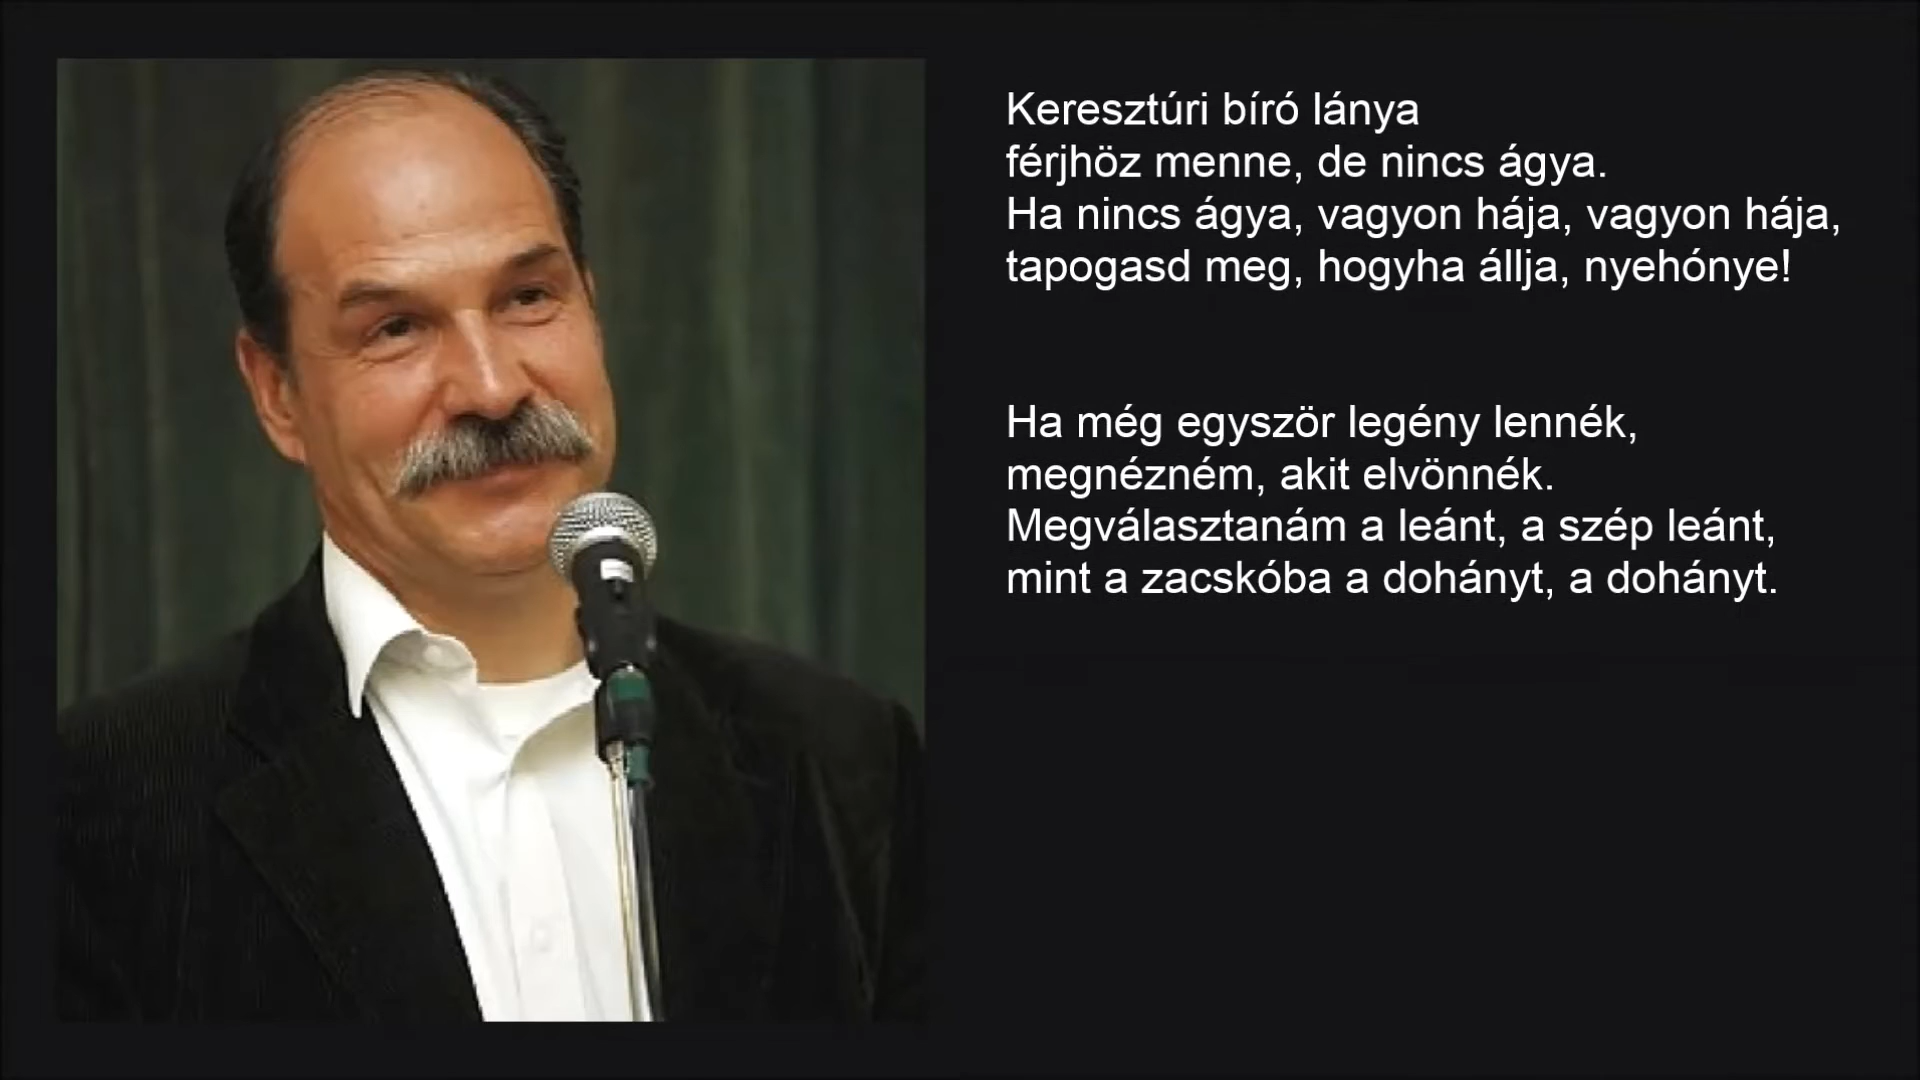 Keresztúri bíró lánya
férjhöz menne, de nincs ágya.
Ha nincs ágya, vagyon hája, vagyon hája,
tapogasd meg, hogyha állja, nyehónye!
Ha még egyször legény lennék,
megnézném, akit elvönnék.
Megválasztanám a leánt, a szép leánt,
mint a zacskóba a dohányt, a dohányt.